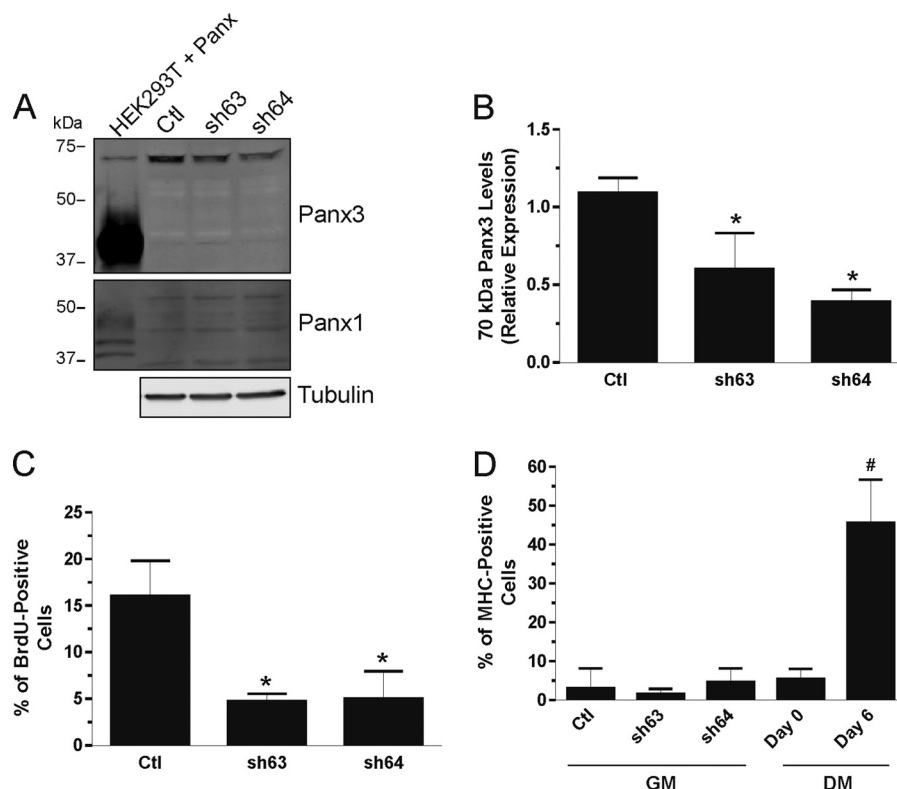 A
HEK293T + Panx
Ctl
sh63
sh64
kDa
75–
50–
37–
Panx3
50–
37–
Panx1
Tubulin
B
70 kDa Panx3 Levels
(Relative Expression)
1.5
1.0
0.5
0.0
*
*
Ctl
sh63
sh64
C
% of BrdU-Positive
Cells
25
20
15
10
5
0
*
*
Ctl
sh63
sh64
D
% of MHC-Positive
Cells
60
50
40
30
20
10
0
#
Ctl
sh63
sh64
Day 0
Day 6
GM
DM